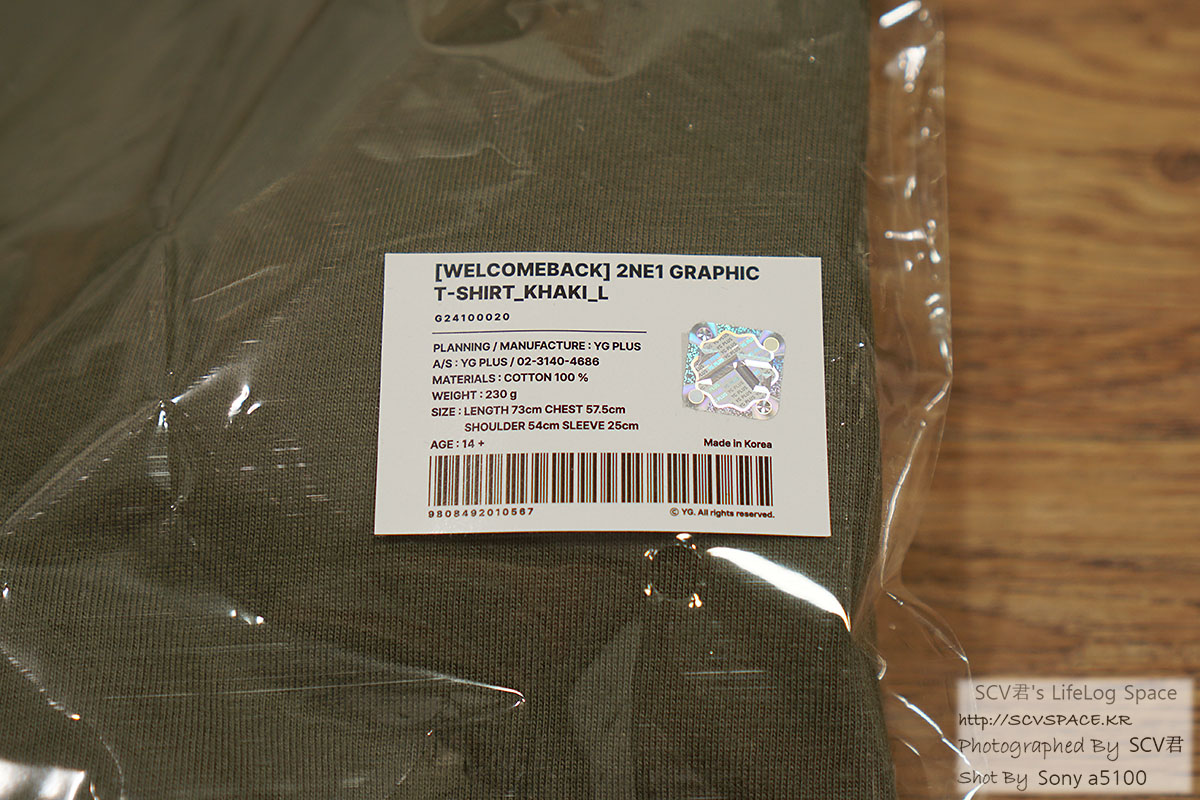 [WELCOMEBACK] 2NE1 GRAPHIC
T-SHIRT_KHAKI_L
G24100020
PLANNING / MANUFACTURE : YG PLUS
A/S : YG PLUS / 02-3140-4686
MATERIALS : COTTON 100 %
WEIGHT : 230 g
SIZE : LENGTH 73cm CHEST 57.5cm
SHOULDER 54cm SLEEVE 25cm
AGE : 14 +
Made in Korea
9808492010567
© YG. All rights reserved.
SCV君's LifeLog Space
http://SCVSPACE.KR
Photographed By SCV君
Shot By Sony a5100